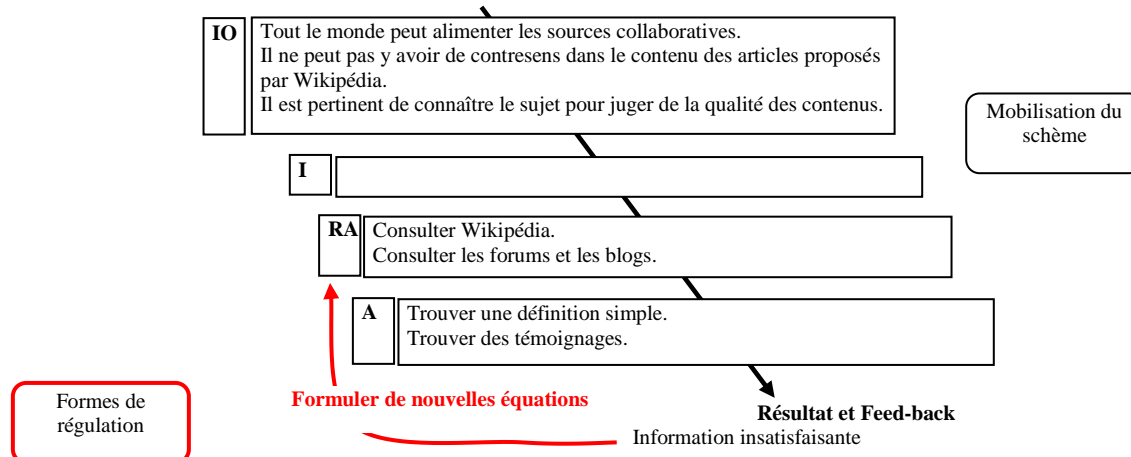 IO
Tout le monde peut alimenter les sources collaboratives.
Il ne peut pas y avoir de contresens dans le contenu des articles proposés
par Wikipédia.
Il est pertinent de connaître le sujet pour juger de la qualité des contenus.
Mobilisation du
schème
I
RA
Consulter Wikipédia.
Consulter les forums et les blogs.
A
Trouver une définition simple.
Trouver des témoignages.
Formes de
régulation
Formuler de nouvelles équations
Résultat et Feed-back
Information insatisfaisante